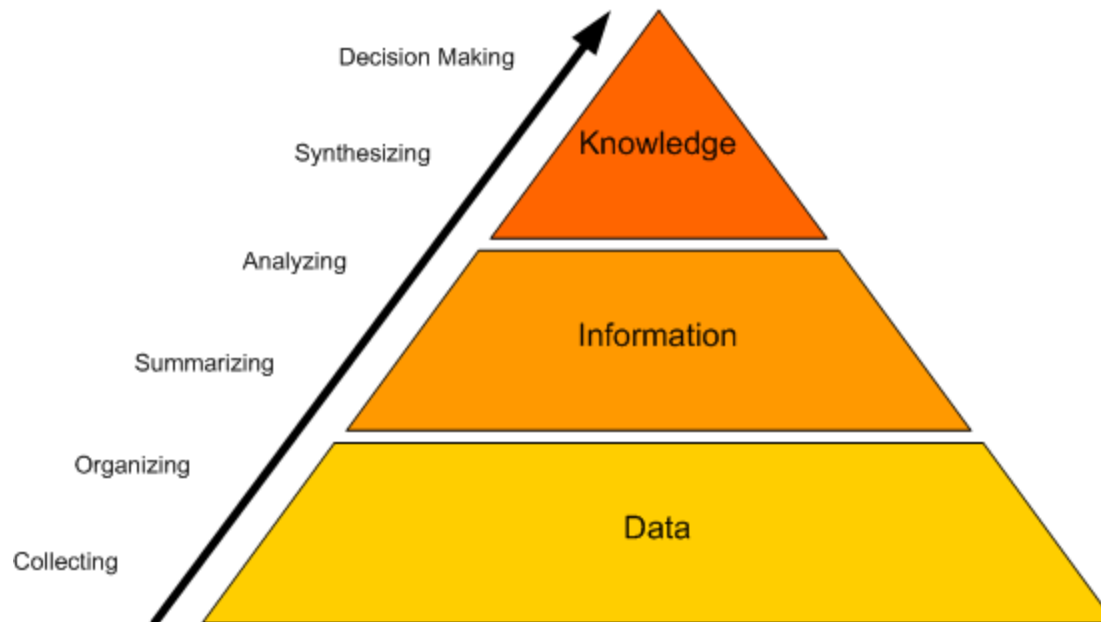 Decision Making
Knowledge
Synthesizing
Analyzing
Information
Summarizing
Organizing
Data
Collecting